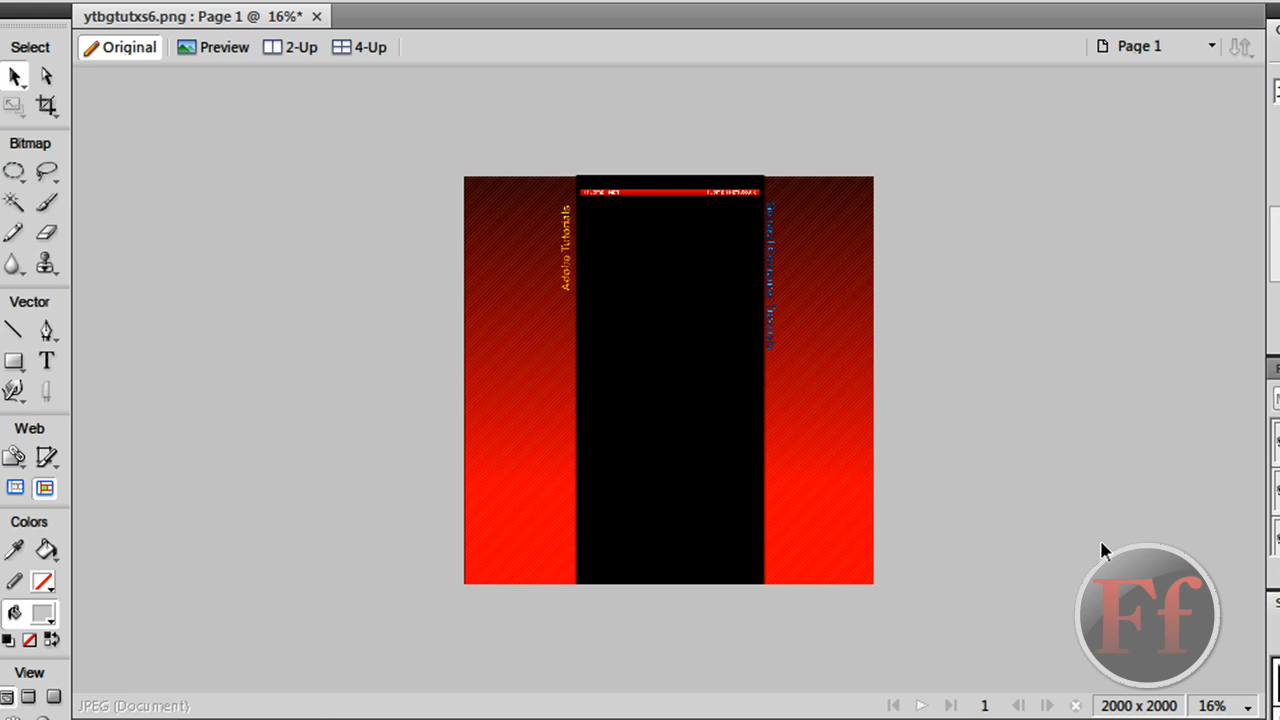 ytbgtutxs6.png : Page 1 @ 16%*
Select
Original
Preview
2-Up
4-Up
Page 1
Bitmap
Vector
T
Web
Colors
View
Adobe Tutorials
Ff
JPEG (Document)
1
2000 x 2000
16%